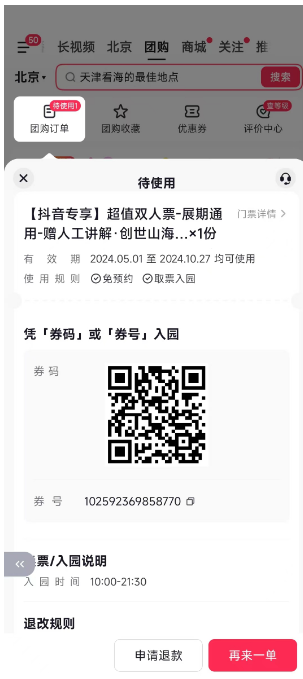 50
长视频 北京 团购 商城 关注 推
北京
天津看海的最佳地点
搜索
待使用1
团购订单
团购收藏
优惠券
查等级
评价中心
待使用
【抖音专享】超值双人票-展期通
用-赠人工讲解·创世山海...×1份
门票详情
有效期 2024.05.01 至 2024.10.27 均可使用
使用规则 免预约 取票入园
凭「券码」或「券号」入园
券码
券号 102592369858770
票/入园说明
入园时间 10:00-21:30
退改规则
申请退款
再来一单